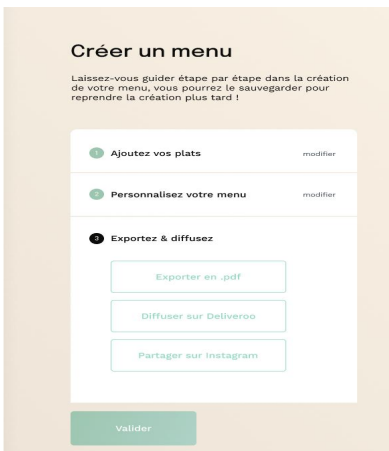 Créer un menu
Laissez-vous guider étape par étape dans la création
de votre menu, vous pourrez le sauvegarder pour
reprendre la création plus tard !
1 Ajoutez vos plats modifier
2 Personnalisez votre menu modifier
3 Exportez & diffusez
Exporter en .pdf
Diffuser sur Deliveroo
Partager sur Instagram
Valider